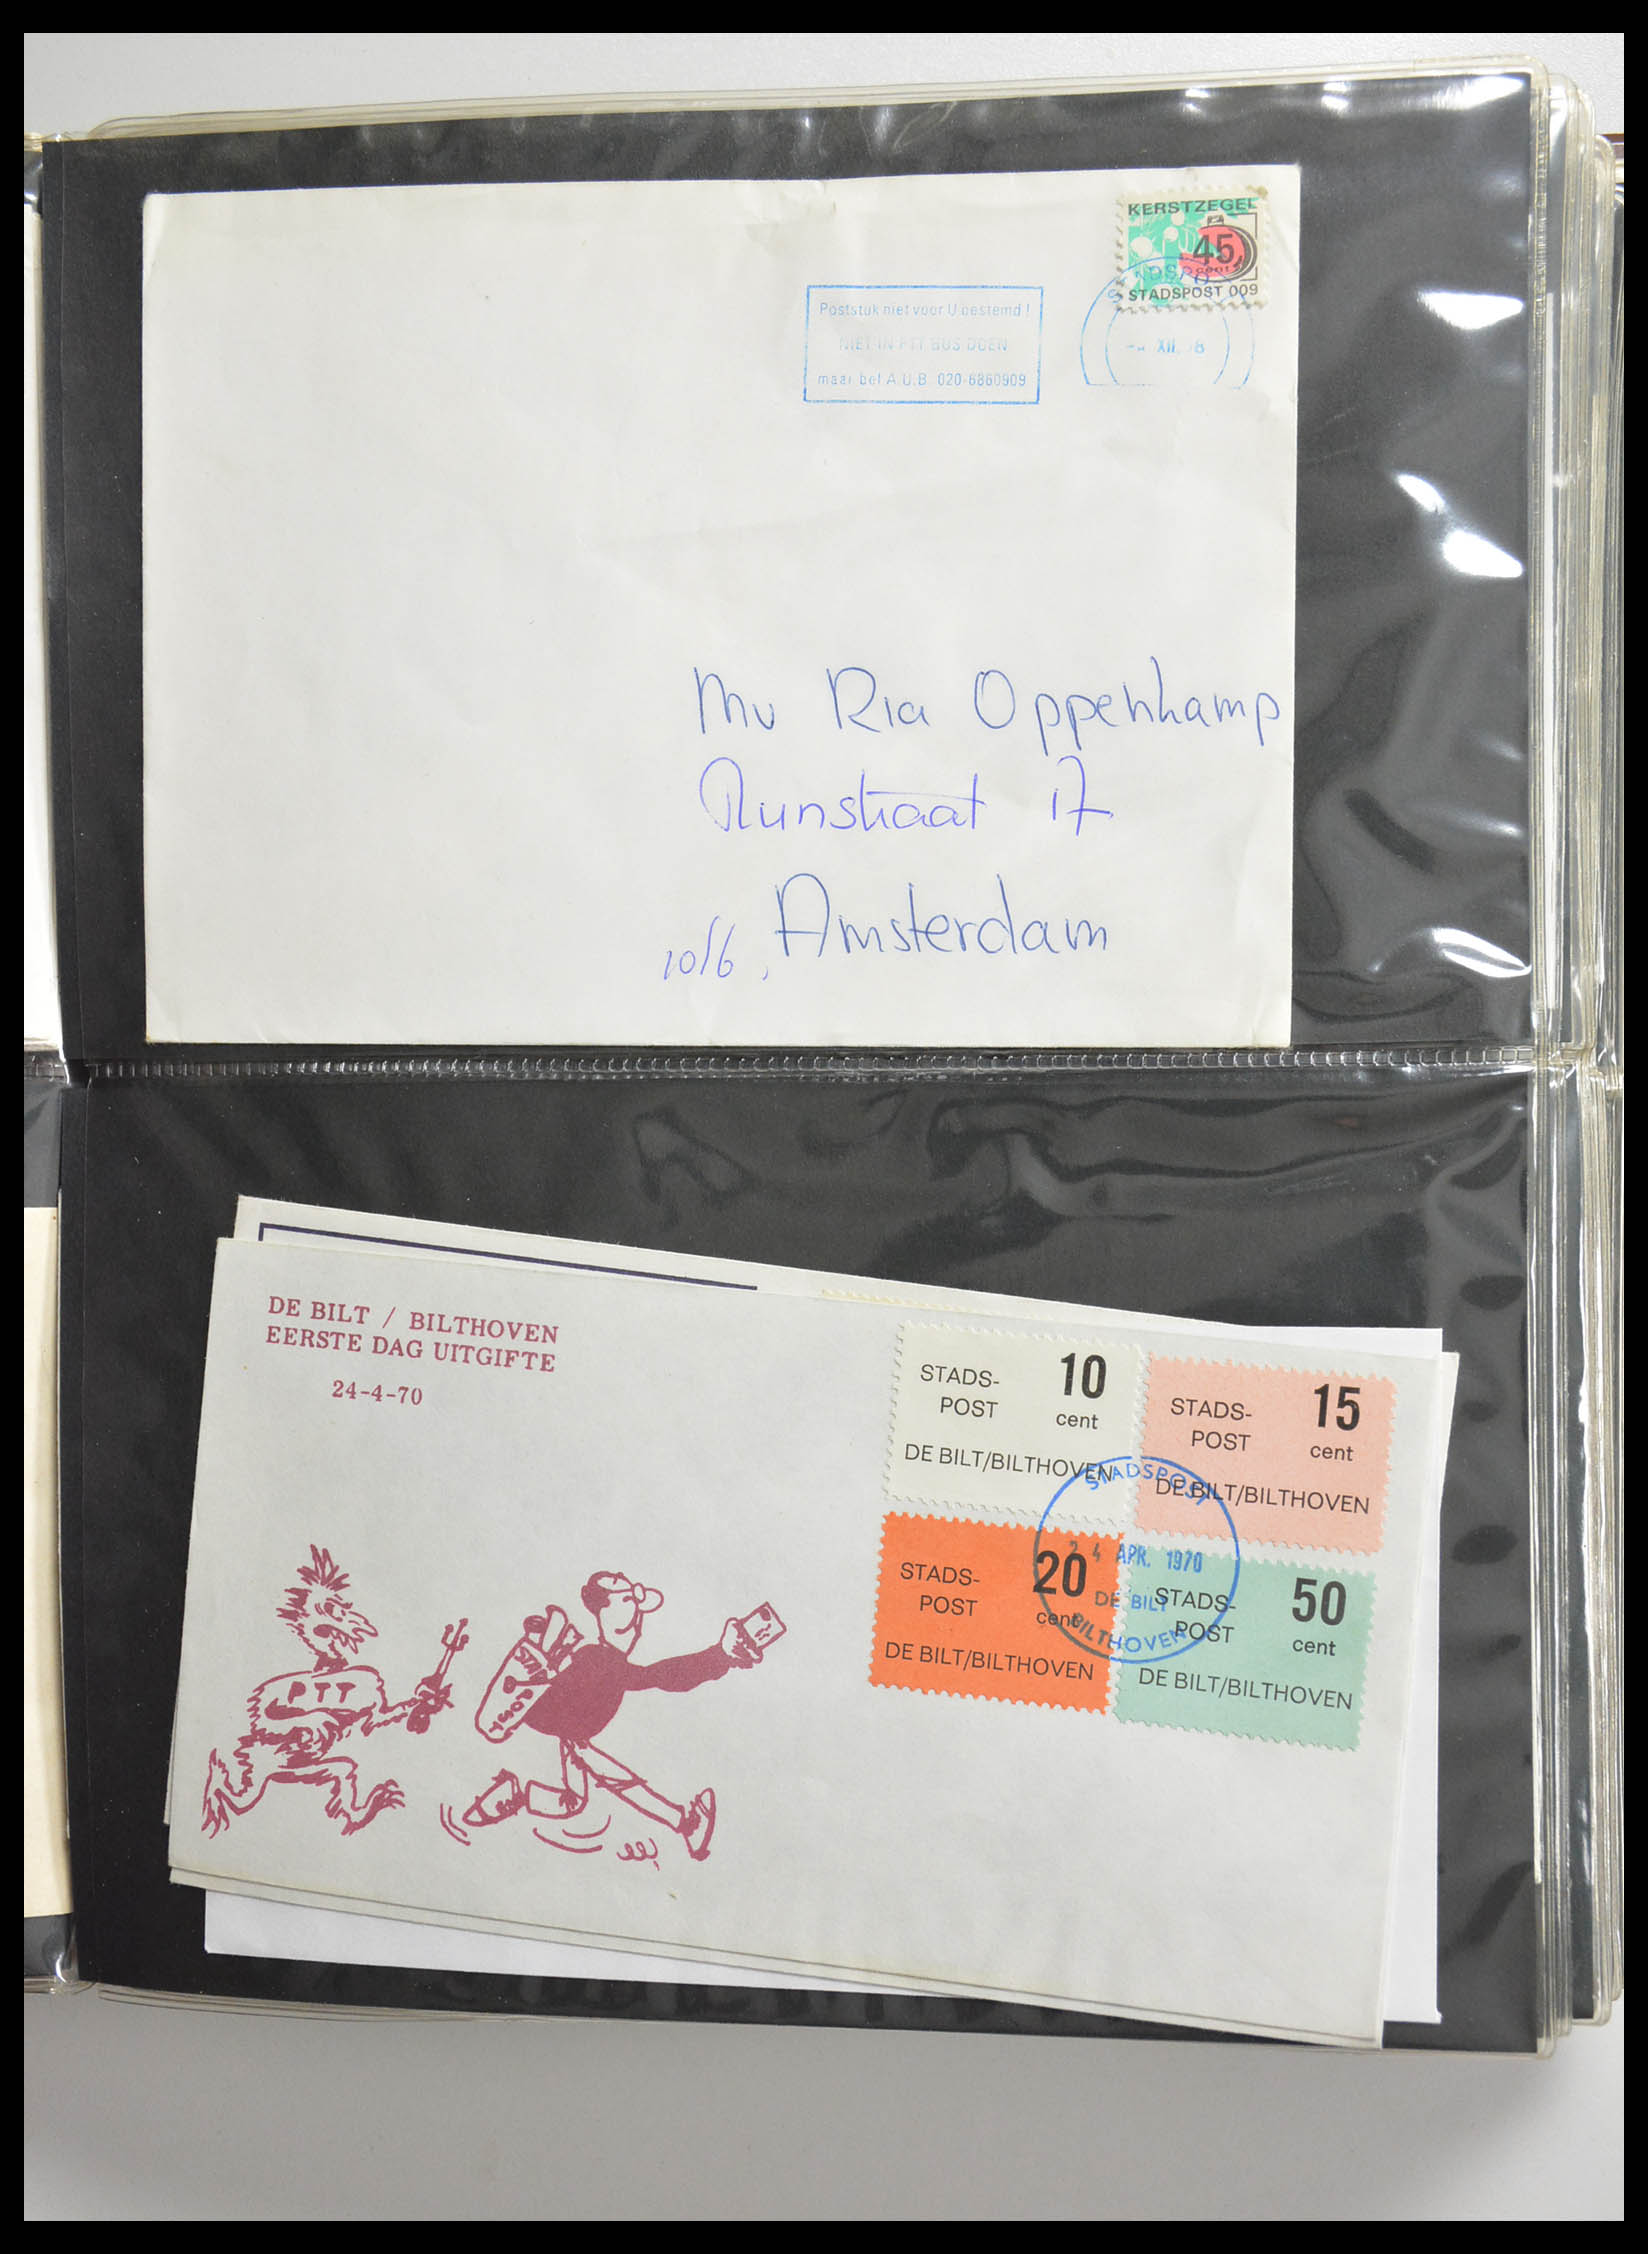 KERSTZEGEL
45
cent
STADSPOST 009
Poststuk niet voor U bestemd!
NIET IN PTT BUS DOEN
maar bel A.U.B. 020-6860909
XII.
Mv Ria Oppenkamp
Runstraat 17
10/6, Amsterdam
DE BILT / BILTHOVEN
EERSTE DAG UITGIFTE
24-4-70
STADS-
POST
10
cent
DE BILT/BILTHOVEN
STADS-
POST
15
cent
DE BILT/BILTHOVEN
STADS-
POST
20
cent
DE BILT/BILTHOVEN
STADS-
POST
50
cent
DE BILT/BILTHOVEN
STADSPOST
24 APR. 1970
DE BILT
BILTHOVEN
PTT